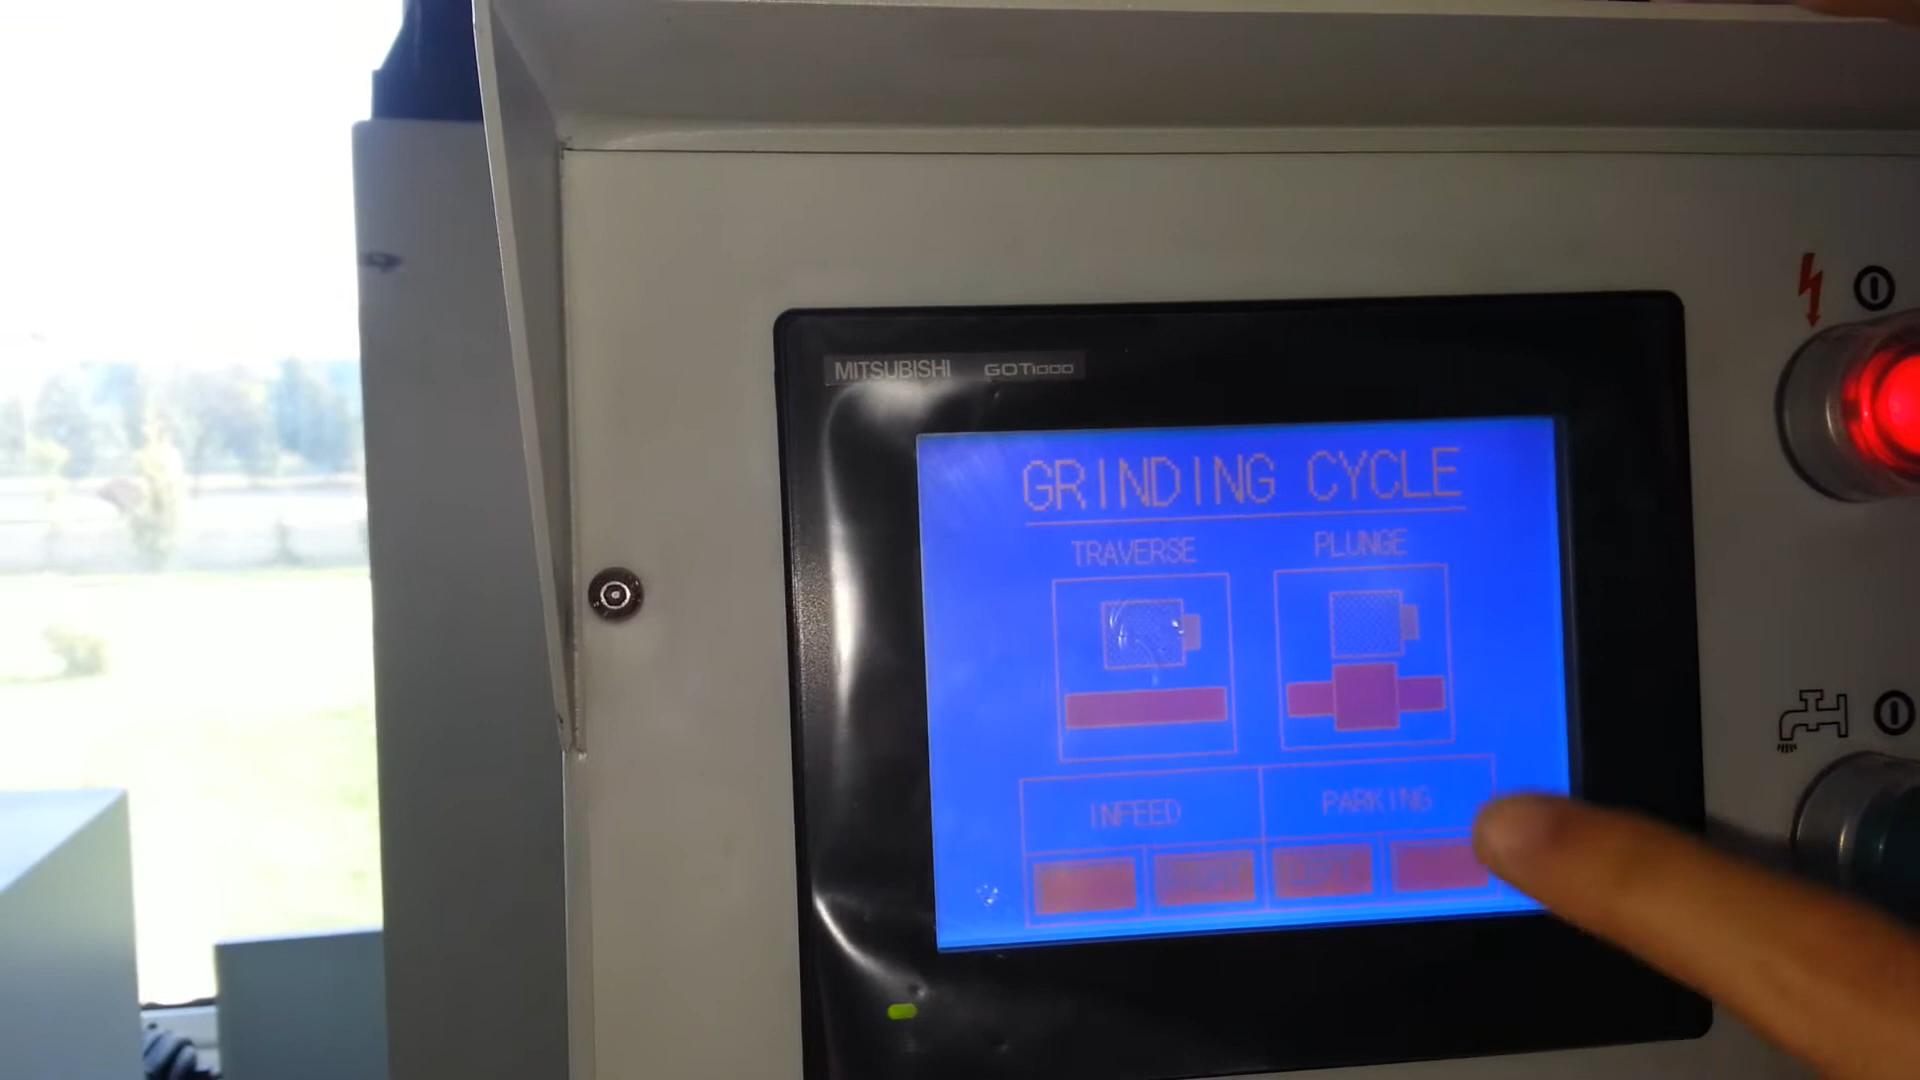 MITSUBISHI GOT1000
GRINDING CYCLE
TRAVERSE PLUNGE
INFEED PARKING